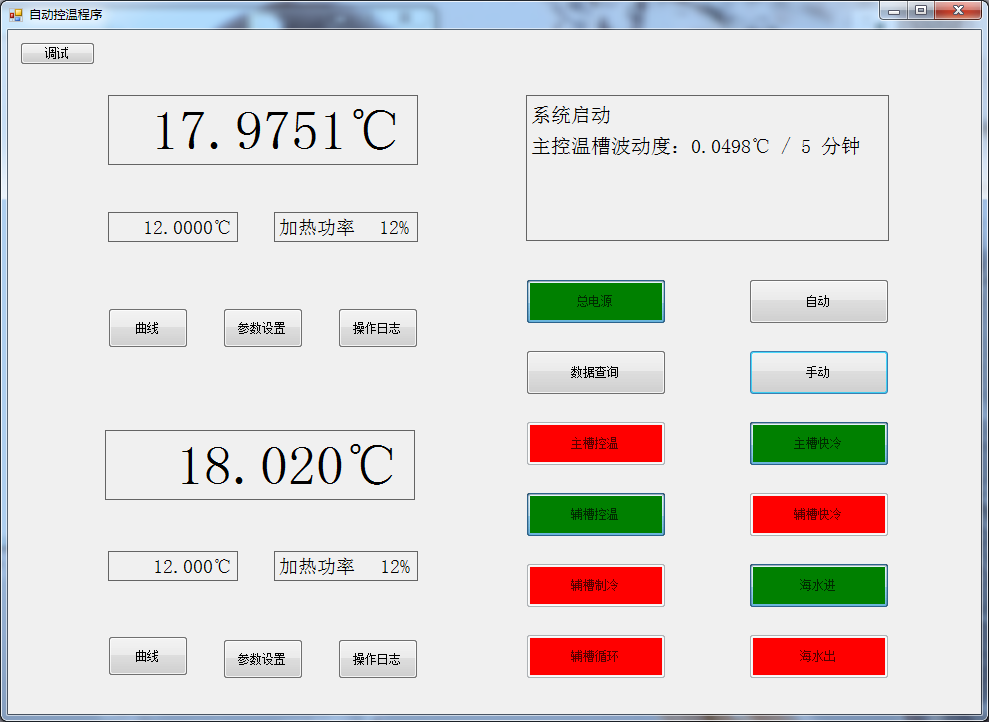 自动控温程序
调试
17.9751℃
12.0000℃
加热功率 12%
曲线
参数设置
操作日志
18.020℃
12.000℃
加热功率 12%
曲线
参数设置
操作日志
系统启动
主控温槽波动度：0.0498℃ / 5 分钟
总电源
自动
数据查询
手动
主槽控温
主槽快冷
辅槽控温
辅槽快冷
辅槽制冷
海水进
辅槽循环
海水出